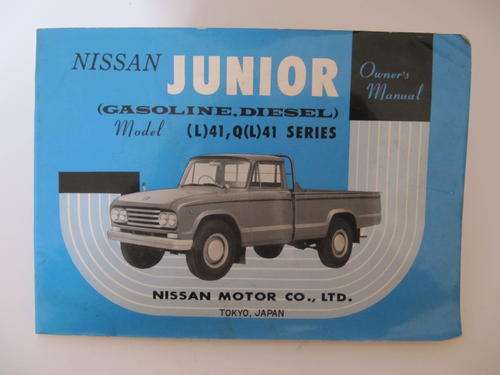 NISSAN JUNIOR
(GASOLINE, DIESEL)
Model (L)41, Q(L)41 SERIES
Owner's
Manual
NISSAN MOTOR CO., LTD.
TOKYO, JAPAN